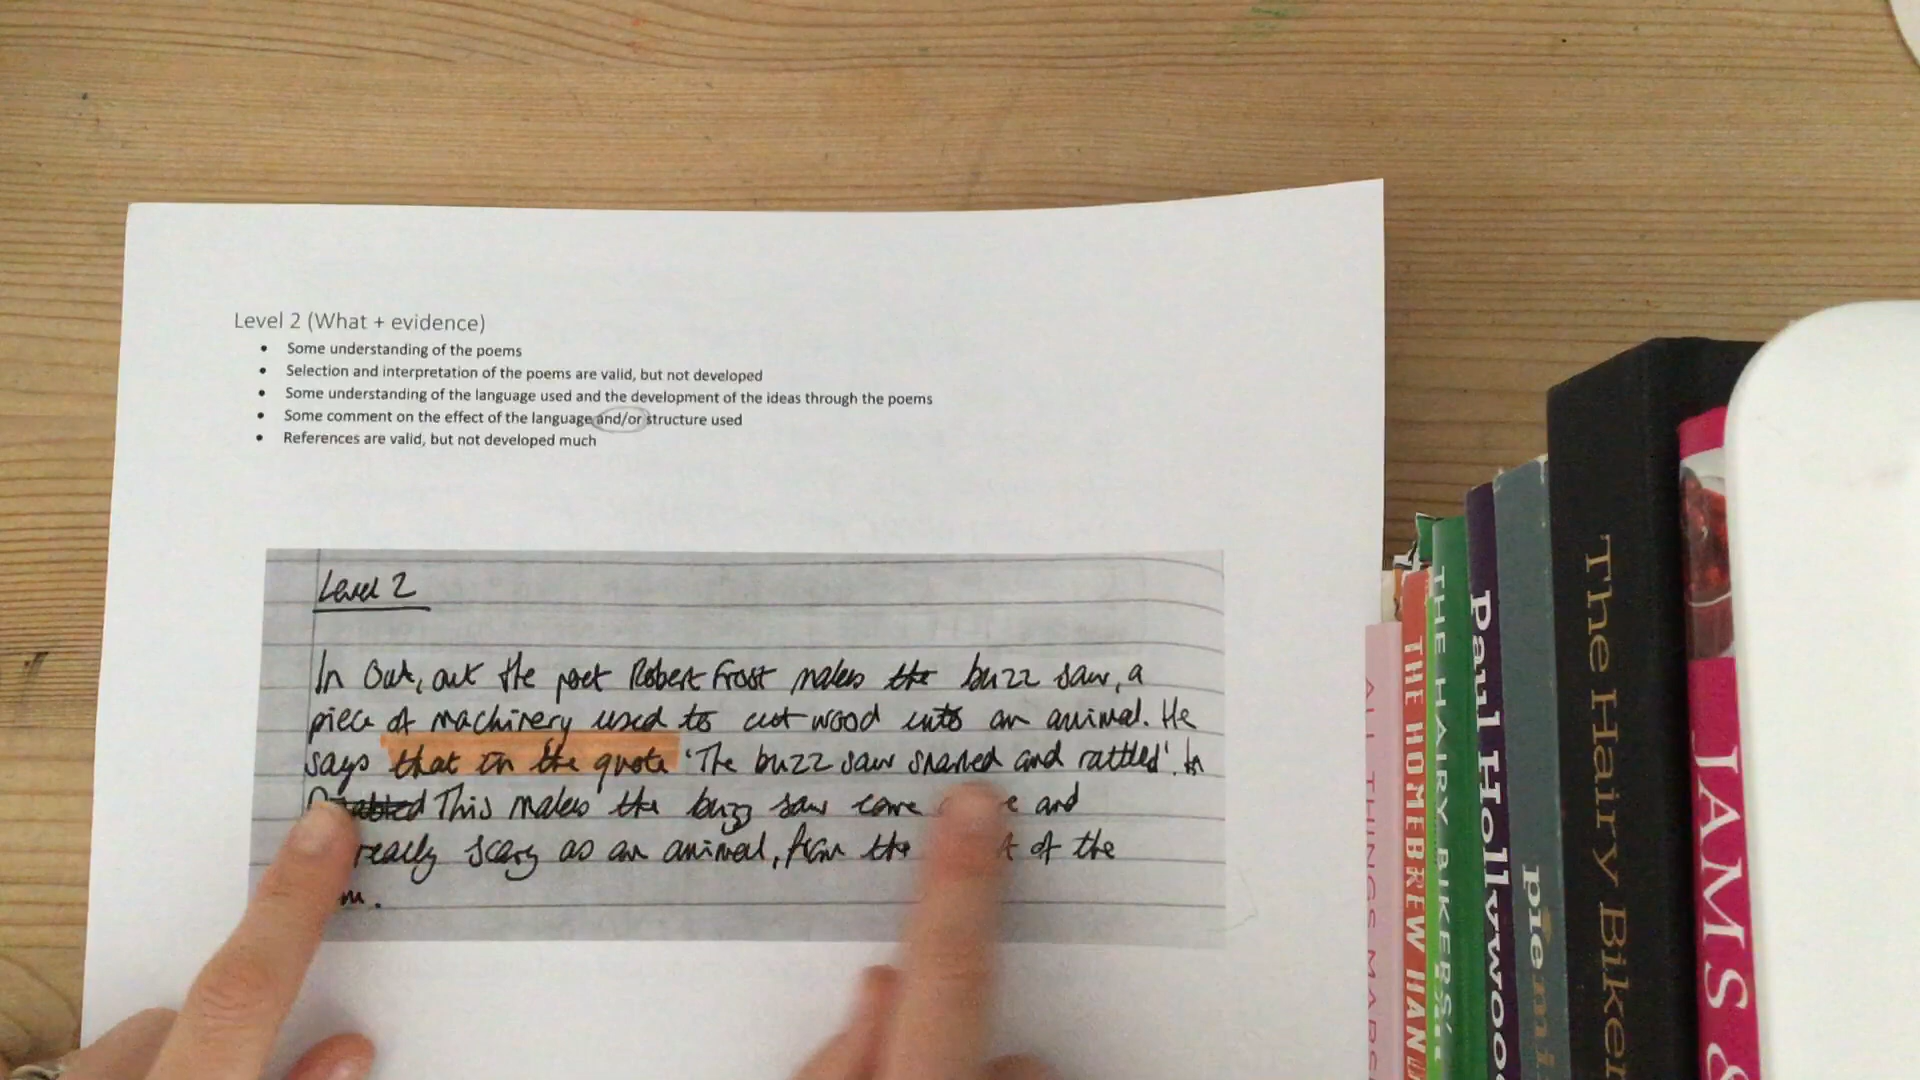 Level 2 (What + evidence)
• Some understanding of the poems
• Selection and interpretation of the poems are valid, but not developed
• Some understanding of the language used and the development of the ideas through the poems
• Some comment on the effect of the language and/or structure used
• References are valid, but not developed much
Level 2
In Out, out the poet Robert Frost makes the buzz saw, a
piece of machinery used to cut wood into an animal. He
says that in the quote 'The buzz saw snarled and rattled'. In
This makes the buzz saw come and
really scary as an animal, from the of the
ALL THINGS
THE HOMEBREW HAND
THE HAIRY BIKERS'
Paul Hollywoo
pie
The Hairy Biker
JAMS &